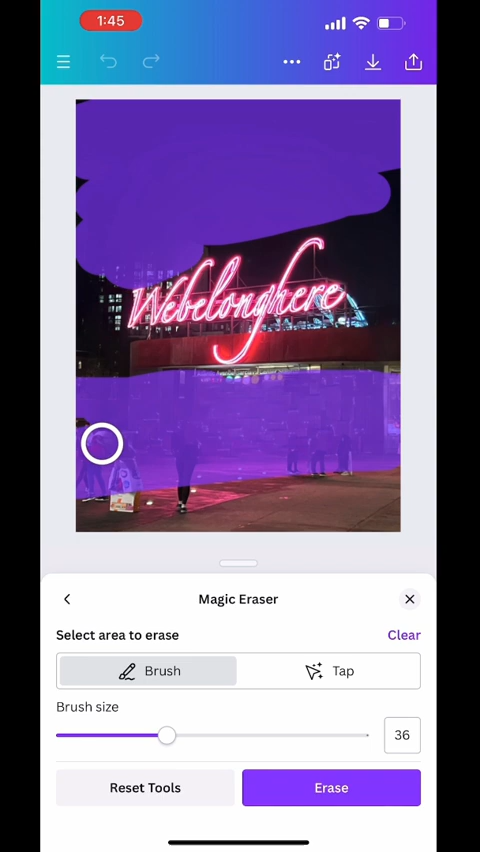 1:45
Webelonghere
Magic Eraser
Select area to erase Clear
Brush Tap
Brush size
36
Reset Tools Erase